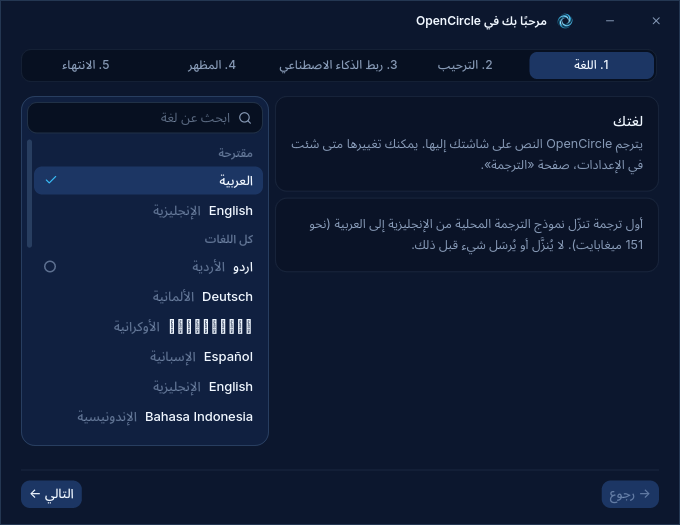 مرحبًا بك في OpenCircle
1. اللغة
2. الترحيب
3. ربط الذكاء الاصطناعي
4. المظهر
5. الانتهاء
لغتك
يترجم OpenCircle النص على شاشتك إليها. يمكنك تغييرها متى شئت
في الإعدادات، صفحة «الترجمة».
أول ترجمة تنزّل نموذج الترجمة المحلية من الإنجليزية إلى العربية (نحو
151 ميغابايت). لا يُنزَّل أو يُرسَل شيء قبل ذلك.
ابحث عن لغة
مقترحة
العربية
English الإنجليزية
كل اللغات
اردو الأردية
Deutsch الألمانية
الأوكرانية
Español الإسبانية
English الإنجليزية
Bahasa Indonesia الإندونيسية
→ رجوع
التالي ←